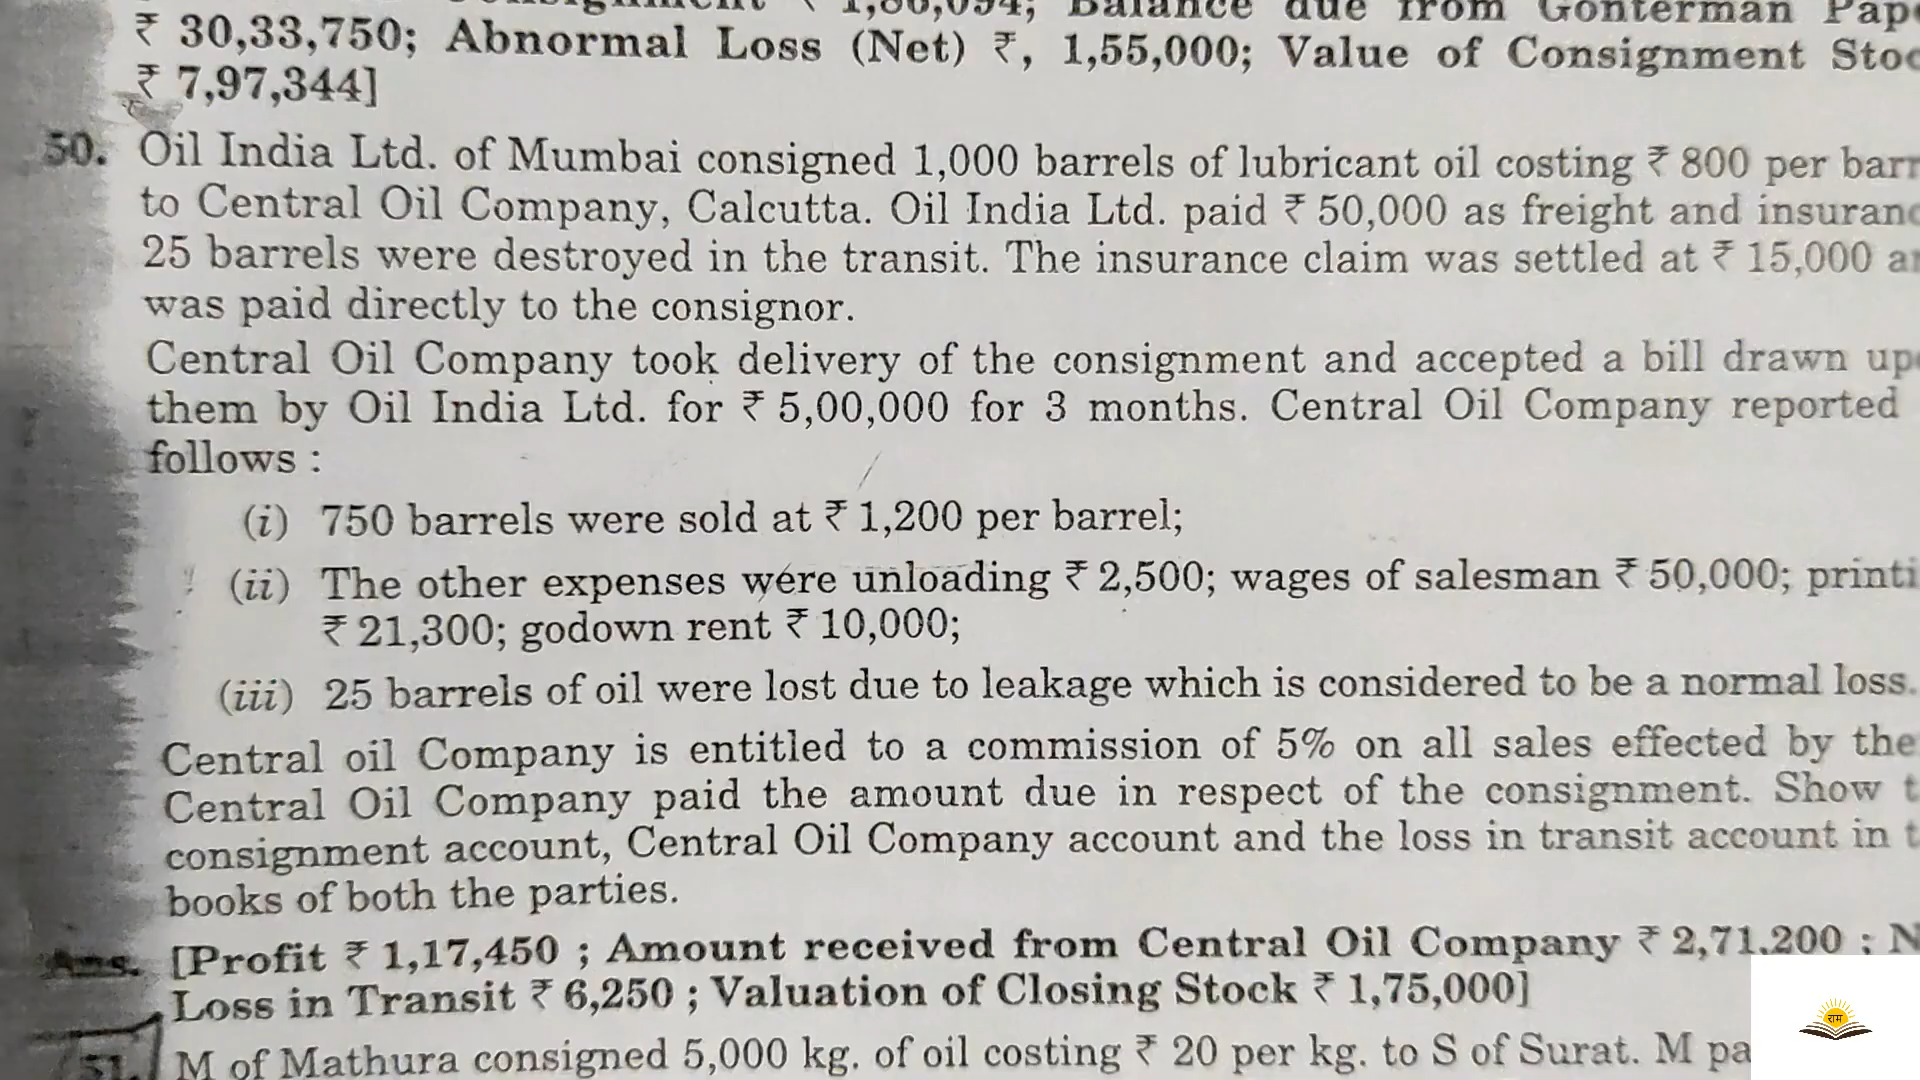 ₹ 1,86,094; Balance due from Gonterman
₹ 30,33,750; Abnormal Loss (Net) ₹, 1,55,000; Value of Consignment
₹ 7,97,344]
50. Oil India Ltd. of Mumbai consigned 1,000 barrels of lubricant oil costing ₹ 800 per
to Central Oil Company, Calcutta. Oil India Ltd. paid ₹ 50,000 as freight and
25 barrels were destroyed in the transit. The insurance claim was settled at ₹ 15,000
was paid directly to the consignor.
Central Oil Company took delivery of the consignment and accepted a bill drawn
them by Oil India Ltd. for ₹ 5,00,000 for 3 months. Central Oil Company reported
follows :
(i) 750 barrels were sold at ₹ 1,200 per barrel;
(ii) The other expenses were unloading ₹ 2,500; wages of salesman ₹ 50,000;
₹ 21,300; godown rent ₹ 10,000;
(iii) 25 barrels of oil were lost due to leakage which is considered to be a normal loss.
Central oil Company is entitled to a commission of 5% on all sales effected by
Central Oil Company paid the amount due in respect of the consignment. Show
consignment account, Central Oil Company account and the loss in transit account in
books of both the parties.
Ans. [Profit ₹ 1,17,450 ; Amount received from Central Oil Company ₹ 2,71,200 ;
Loss in Transit ₹ 6,250 ; Valuation of Closing Stock ₹ 1,75,000]
51. M of Mathura consigned 5,000 kg. of oil costing ₹ 20 per kg. to S of Surat. M
राम